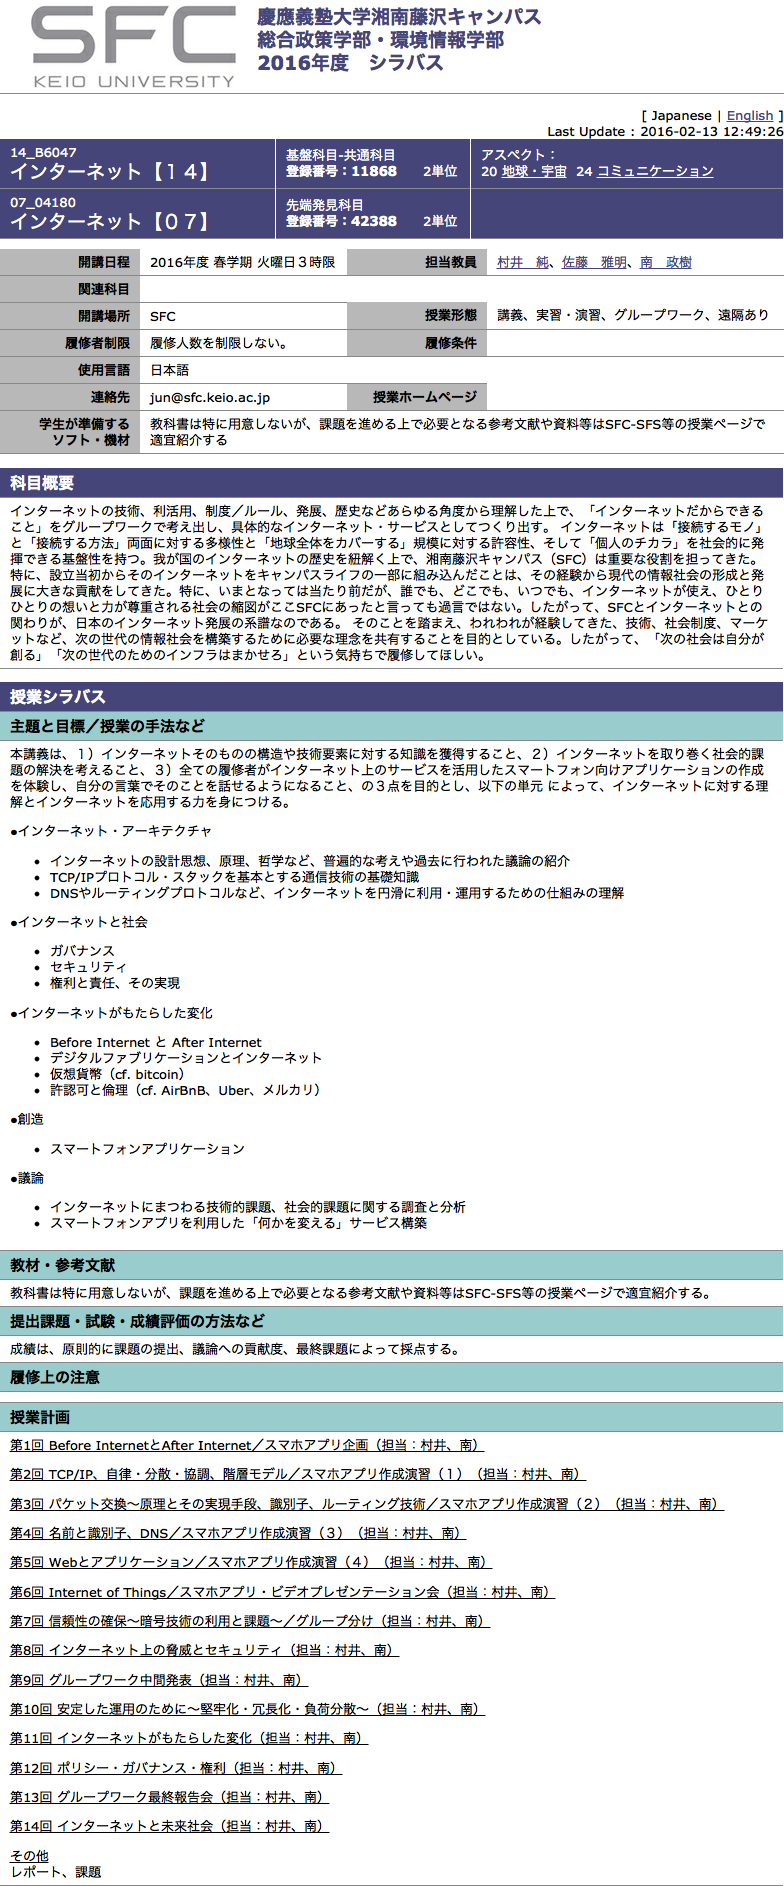 SFC
KEIO UNIVERSITY
慶應義塾大学湘南藤沢キャンパス
総合政策学部・環境情報学部
2016年度　シラバス
[ Japanese | English ]
Last Update : 2016-02-13 12:49:26
14_B6047
インターネット【１４】
基盤科目-共通科目
登録番号：11868　　2単位
アスペクト：
20 地球・宇宙 24 コミュニケーション
07_04180
インターネット【０７】
先端発見科目
登録番号：42388　　2単位
開講日程 2016年度 春学期 火曜日３時限 担当教員 村井　純、佐藤　雅明、南　政樹
関連科目
開講場所 SFC 授業形態 講義、実習・演習、グループワーク、遠隔あり
履修者制限 履修人数を制限しない。 履修条件
使用言語 日本語
連絡先 jun@sfc.keio.ac.jp 授業ホームページ
学生が準備する
ソフト・機材
教科書は特に用意しないが、課題を進める上で必要となる参考文献や資料等はSFC-SFS等の授業ページで
適宜紹介する
科目概要
インターネットの技術、利活用、制度／ルール、発展、歴史などあらゆる角度から理解した上で、「インターネットだからできる
こと」をグループワークで考え出し、具体的なインターネット・サービスとしてつくり出す。 インターネットは「接続するモノ」
と「接続する方法」両面に対する多様性と「地球全体をカバーする」規模に対する許容性、そして「個人のチカラ」を社会的に発
揮できる基盤性を持つ。我が国のインターネットの歴史を紐解く上で、湘南藤沢キャンパス（SFC）は重要な役割を担ってきた。
特に、設立当初からそのインターネットをキャンパスライフの一部に組み込んだことは、その経験から現代の情報社会の形成と発
展に大きな貢献をしてきた。特に、いまとなっては当たり前だが、誰でも、どこでも、いつでも、インターネットが使え、ひとり
ひとりの想いと力が尊重される社会の縮図がここSFCにあったと言っても過言ではない。したがって、SFCとインターネットとの
関わりが、日本のインターネット発展の系譜なのである。 そのことを踏まえ、われわれが経験してきた、技術、社会制度、マーケ
ットなど、次の世代の情報社会を構築するために必要な理念を共有することを目的としている。したがって、「次の社会は自分が
創る」「次の世代のためのインフラはまかせろ」という気持ちで履修してほしい。
授業シラバス
主題と目標／授業の手法など
本講義は、１）インターネットそのものの構造や技術要素に対する知識を獲得すること、２）インターネットを取り巻く社会的課
題の解決を考えること、３）全ての履修者がインターネット上のサービスを活用したスマートフォン向けアプリケーションの作成
を体験し、自分の言葉でそのことを話せるようになること、の３点を目的とし、以下の単元 によって、インターネットに対する理
解とインターネットを応用する力を身につける。
●インターネット・アーキテクチャ
• インターネットの設計思想、原理、哲学など、普遍的な考えや過去に行われた議論の紹介
• TCP/IPプロトコル・スタックを基本とする通信技術の基礎知識
• DNSやルーティングプロトコルなど、インターネットを円滑に利用・運用するための仕組みの理解
●インターネットと社会
• ガバナンス
• セキュリティ
• 権利と責任、その実現
●インターネットがもたらした変化
• Before Internet と After Internet
• デジタルファブリケーションとインターネット
• 仮想貨幣（cf. bitcoin）
• 許認可と倫理（cf. AirBnB、Uber、メルカリ）
●創造
• スマートフォンアプリケーション
●議論
• インターネットにまつわる技術的課題、社会的課題に関する調査と分析
• スマートフォンアプリを利用した「何かを変える」サービス構築
教材・参考文献
教科書は特に用意しないが、課題を進める上で必要となる参考文献や資料等はSFC-SFS等の授業ページで適宜紹介する。
提出課題・試験・成績評価の方法など
成績は、原則的に課題の提出、議論への貢献度、最終課題によって採点する。
履修上の注意
授業計画
第1回 Before InternetとAfter Internet／スマホアプリ企画（担当：村井、南）
第2回 TCP/IP、自律・分散・協調、階層モデル／スマホアプリ作成演習（１）（担当：村井、南）
第3回 パケット交換〜原理とその実現手段、識別子、ルーティング技術／スマホアプリ作成演習（２）（担当：村井、南）
第4回 名前と識別子、DNS／スマホアプリ作成演習（３）（担当：村井、南）
第5回 Webとアプリケーション／スマホアプリ作成演習（４）（担当：村井、南）
第6回 Internet of Things／スマホアプリ・ビデオプレゼンテーション会（担当：村井、南）
第7回 信頼性の確保〜暗号技術の利用と課題〜／グループ分け（担当：村井、南）
第8回 インターネット上の脅威とセキュリティ（担当：村井、南）
第9回 グループワーク中間発表（担当：村井、南）
第10回 安定した運用のために〜堅牢化・冗長化・負荷分散〜（担当：村井、南）
第11回 インターネットがもたらした変化（担当：村井、南）
第12回 ポリシー・ガバナンス・権利（担当：村井、南）
第13回 グループワーク最終報告会（担当：村井、南）
第14回 インターネットと未来社会（担当：村井、南）
その他
レポート、課題